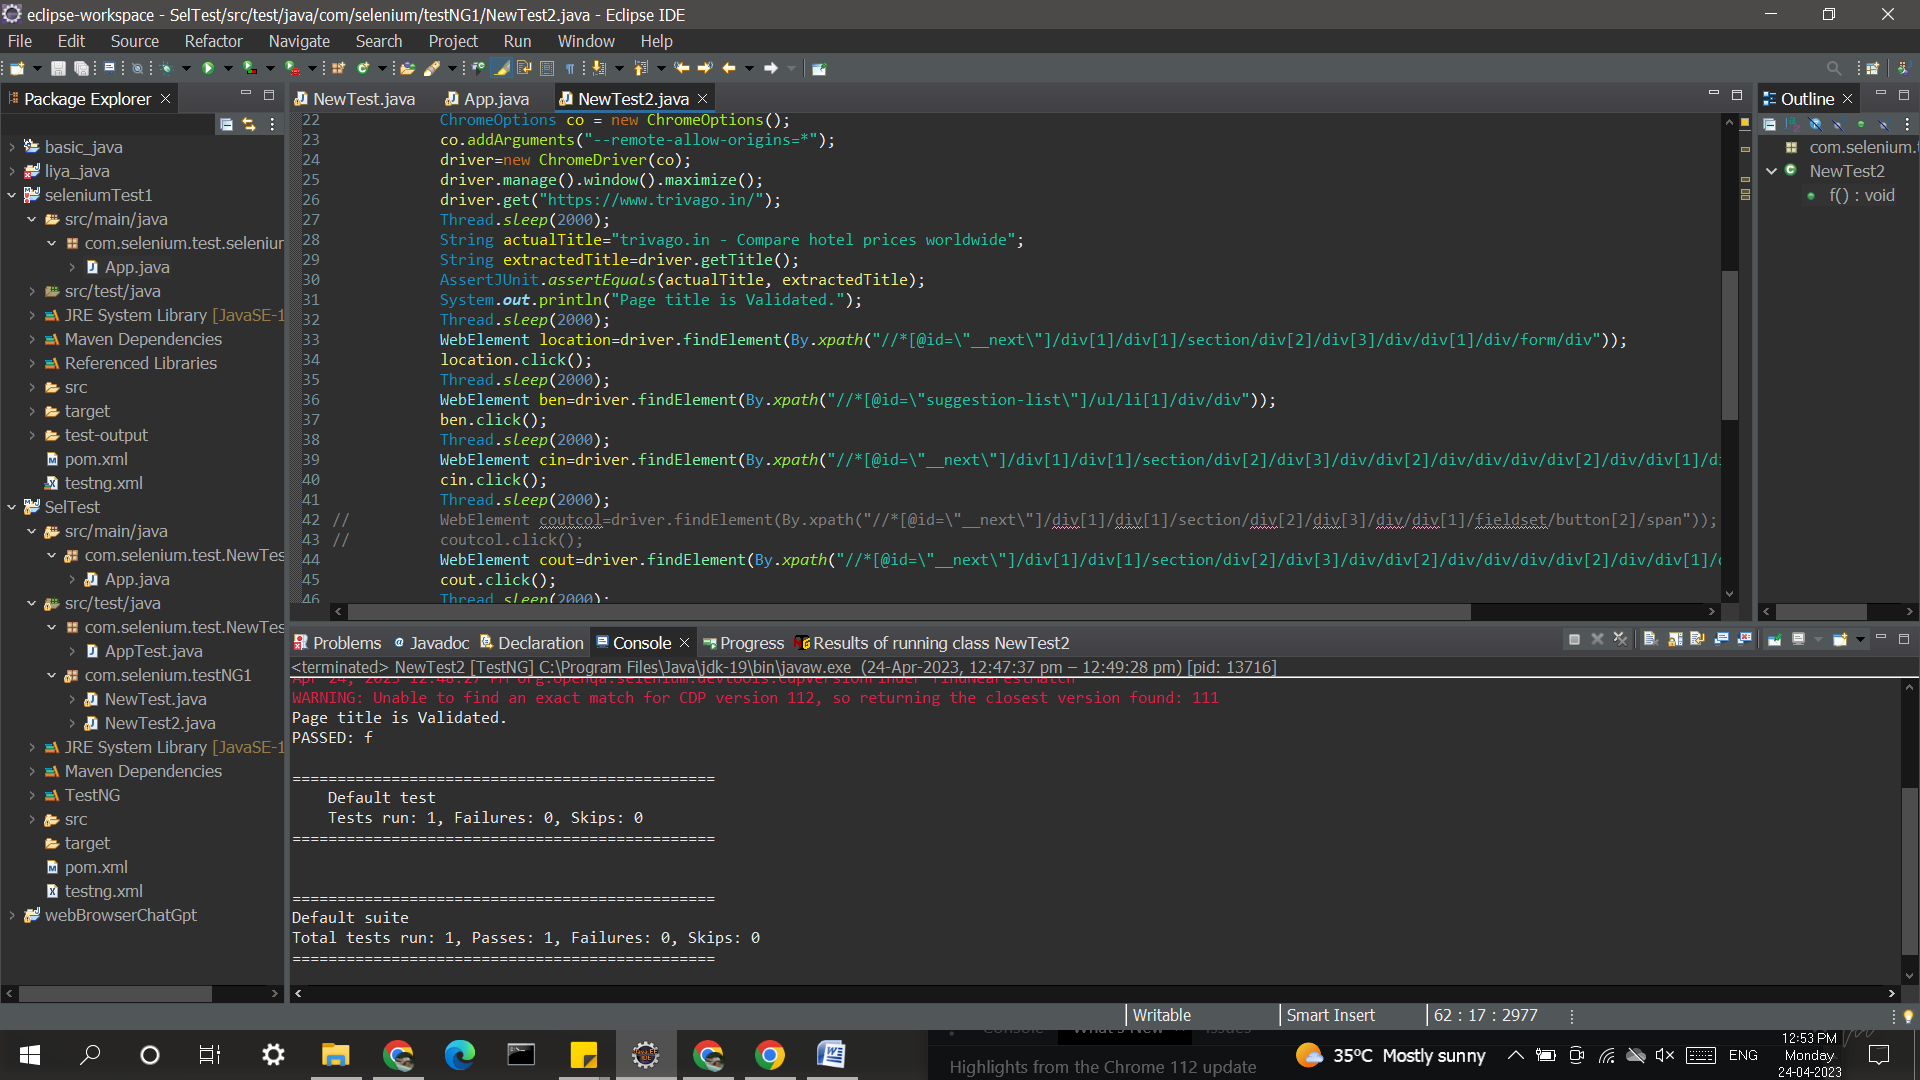 eclipse-workspace - SelTest/src/test/java/com/selenium/testNG1/NewTest2.java - Eclipse IDE
File Edit Source Refactor Navigate Search Project Run Window Help
Package Explorer
basic_java
liya_java
seleniumTest1
src/main/java
com.selenium.test.seleniur
App.java
src/test/java
JRE System Library [JavaSE-1
Maven Dependencies
Referenced Libraries
src
target
test-output
pom.xml
testng.xml
SelTest
src/main/java
com.selenium.test.NewTes
App.java
src/test/java
com.selenium.test.NewTes
AppTest.java
com.selenium.testNG1
NewTest.java
NewTest2.java
JRE System Library [JavaSE-1
Maven Dependencies
TestNG
src
target
pom.xml
testng.xml
webBrowserChatGpt
NewTest.java App.java NewTest2.java
22 ChromeOptions co = new ChromeOptions();
23 co.addArguments("--remote-allow-origins=*");
24 driver=new ChromeDriver(co);
25 driver.manage().window().maximize();
26 driver.get("https://www.trivago.in/");
27 Thread.sleep(2000);
28 String actualTitle="trivago.in - Compare hotel prices worldwide";
29 String extractedTitle=driver.getTitle();
30 AssertJUnit.assertEquals(actualTitle, extractedTitle);
31 System.out.println("Page title is Validated.");
32 Thread.sleep(2000);
33 WebElement location=driver.findElement(By.xpath("//*[@id=\"__next\"]/div[1]/div[1]/section/div[2]/div[3]/div/div[1]/div/form/div"));
34 location.click();
35 Thread.sleep(2000);
36 WebElement ben=driver.findElement(By.xpath("//*[@id=\"suggestion-list\"]/ul/li[1]/div/div"));
37 ben.click();
38 Thread.sleep(2000);
39 WebElement cin=driver.findElement(By.xpath("//*[@id=\"__next\"]/div[1]/div[1]/section/div[2]/div[3]/div/div[2]/div/div/div/div[2]/div/div[1]/d
40 cin.click();
41 Thread.sleep(2000);
42 // WebElement coutcol=driver.findElement(By.xpath("//*[@id=\"__next\"]/div[1]/div[1]/section/div[2]/div[3]/div/div[1]/fieldset/button[2]/span"));
43 // coutcol.click();
44 WebElement cout=driver.findElement(By.xpath("//*[@id=\"__next\"]/div[1]/div[1]/section/div[2]/div[3]/div/div[2]/div/div/div/div[2]/div/div[1]/
45 cout.click();
46 Thread.sleep(2000);
Outline
com.selenium.
NewTest2
f() : void
Problems Javadoc Declaration Console Progress Results of running class NewTest2
<terminated> NewTest2 [TestNG] C:\Program Files\Java\jdk-19\bin\javaw.exe (24-Apr-2023, 12:47:37 pm – 12:49:28 pm) [pid: 13716]
Apr 24, 2023 12:48:27 PM org.openqa.selenium.devtools.CdpVersionFinder findNearestMatch
WARNING: Unable to find an exact match for CDP version 112, so returning the closest version found: 111
Page title is Validated.
PASSED: f
===============================================
Default test
Tests run: 1, Failures: 0, Skips: 0
===============================================
===============================================
Default suite
Total tests run: 1, Passes: 1, Failures: 0, Skips: 0
===============================================
Writable Smart Insert 62 : 17 : 2977
Console What's New Issues
Highlights from the Chrome 112 update
35°C Mostly sunny
ENG
12:53 PM
Monday
24-04-2023